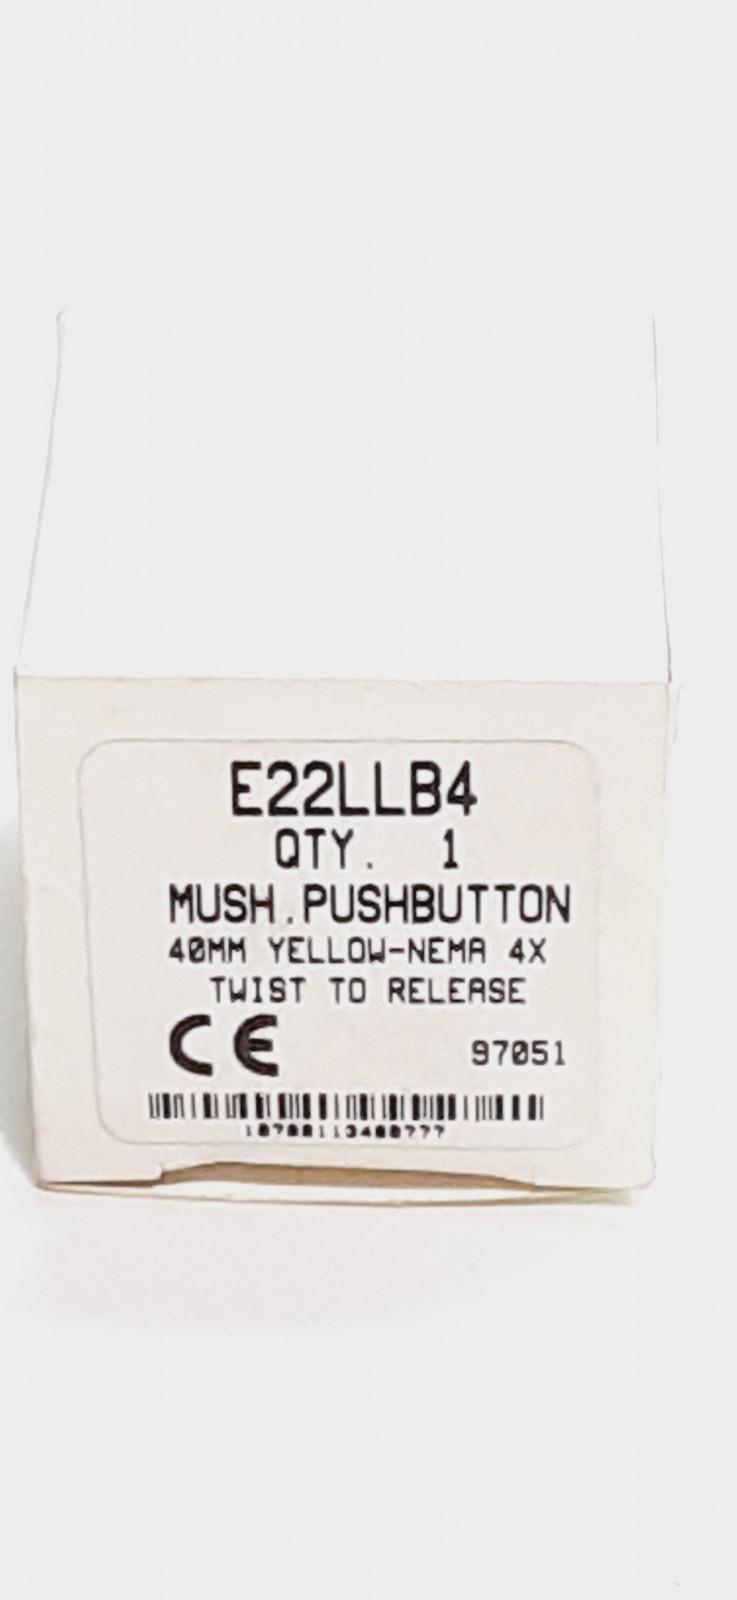 E22LLB4
QTY. 1
MUSH.PUSHBUTTON
40MM YELLOW-NEMA 4X
TWIST TO RELEASE
CE 97051